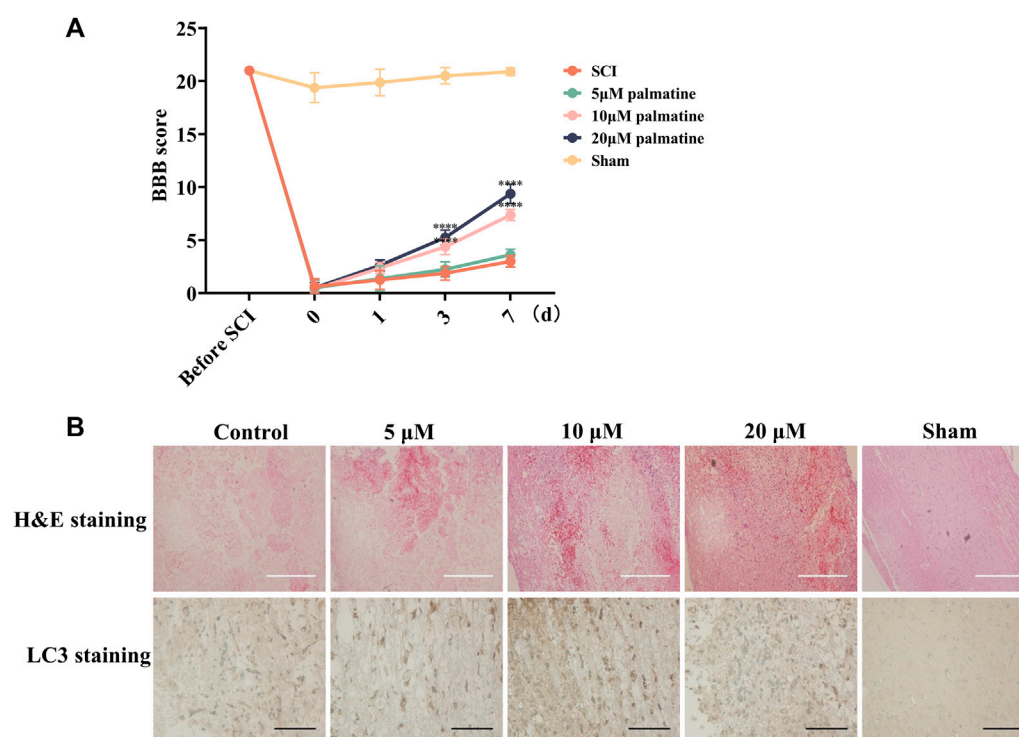 A
25
20
15
10
5
0
BBB score
Before SCI
0
1
3
7
(d)
****
****
****
****
SCI
5μM palmatine
10μM palmatine
20μM palmatine
Sham
B
Control
5 μM
10 μM
20 μM
Sham
H&E staining
LC3 staining